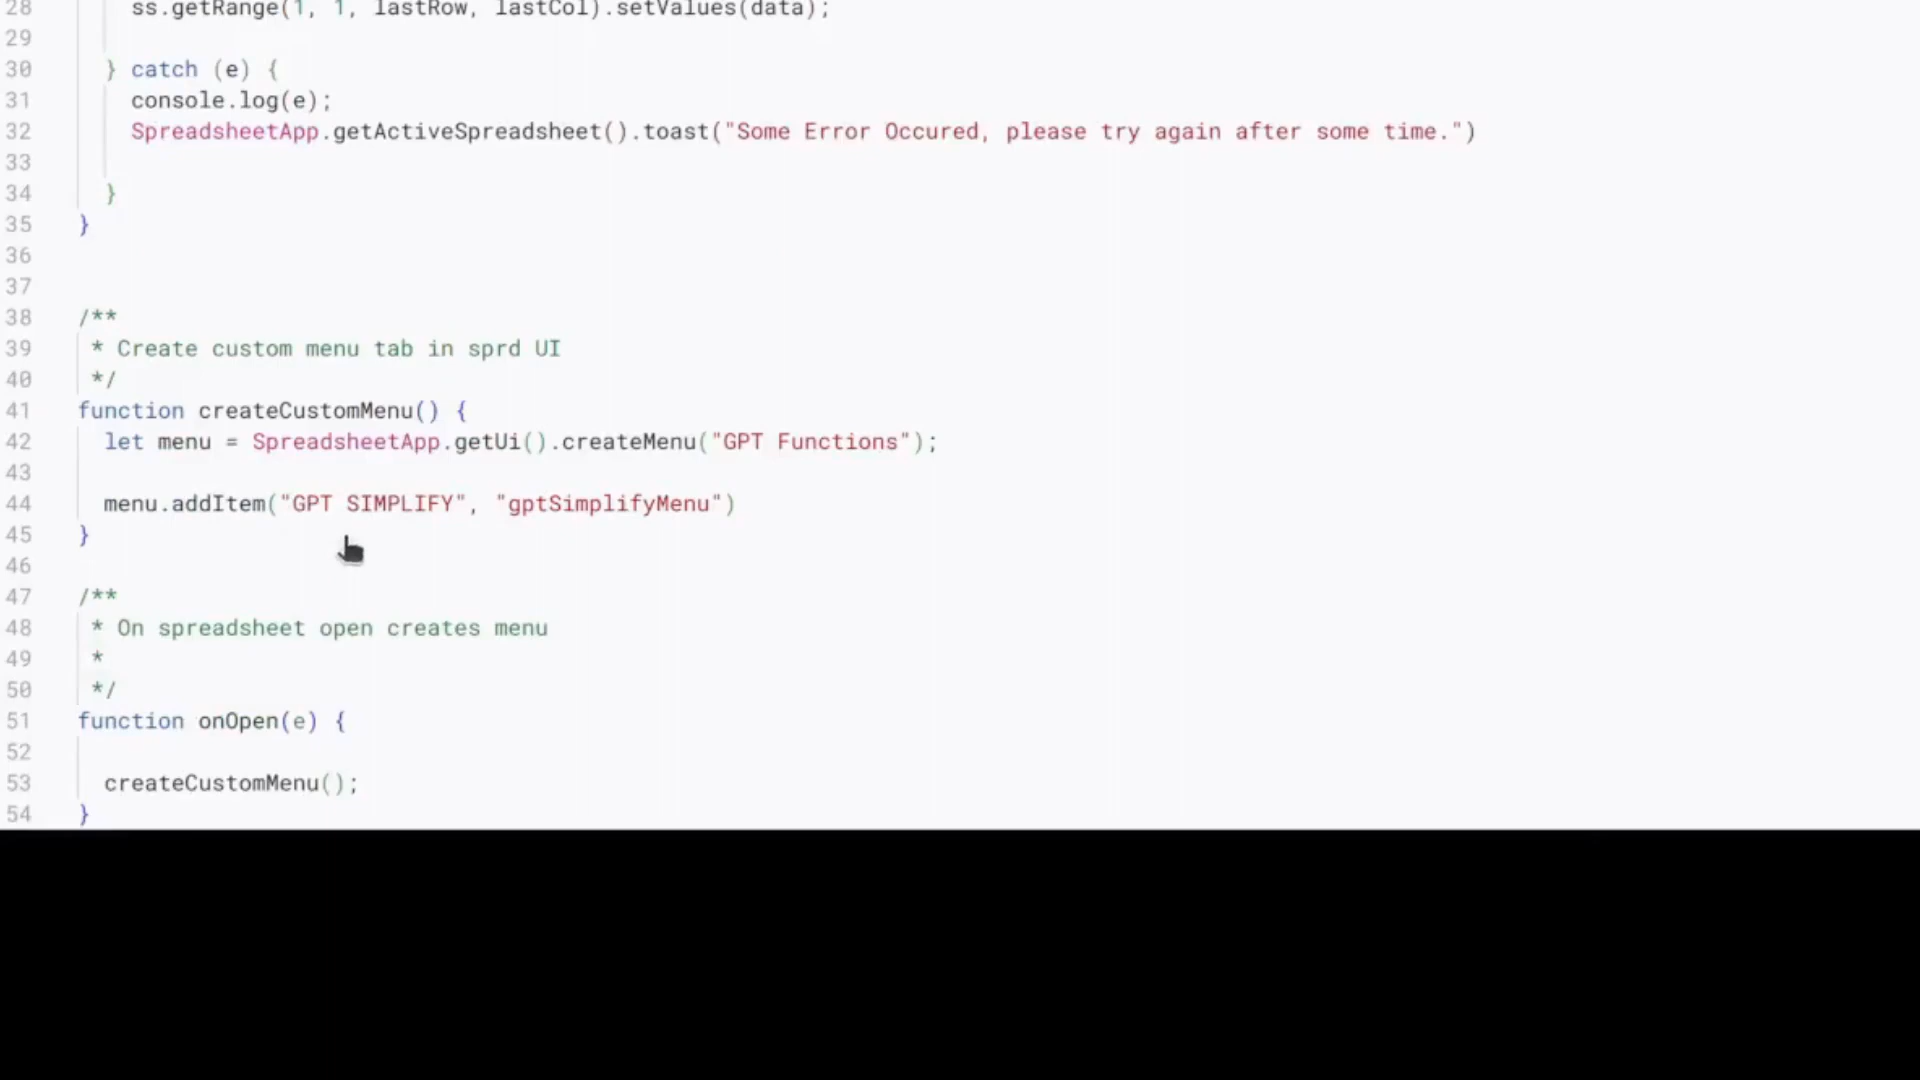 28 ss.getRange(1, 1, lastRow, lastCol).setValues(data);
29
30 } catch (e) {
31 console.log(e);
32 SpreadsheetApp.getActiveSpreadsheet().toast("Some Error Occured, please try again after some time.")
33
34 }
35 }
36
37
38 /**
39 * Create custom menu tab in sprd UI
40 */
41 function createCustomMenu() {
42 let menu = SpreadsheetApp.getUi().createMenu("GPT Functions");
43
44 menu.addItem("GPT SIMPLIFY", "gptSimplifyMenu")
45 }
46
47 /**
48 * On spreadsheet open creates menu
49 *
50 */
51 function onOpen(e) {
52
53 createCustomMenu();
54 }